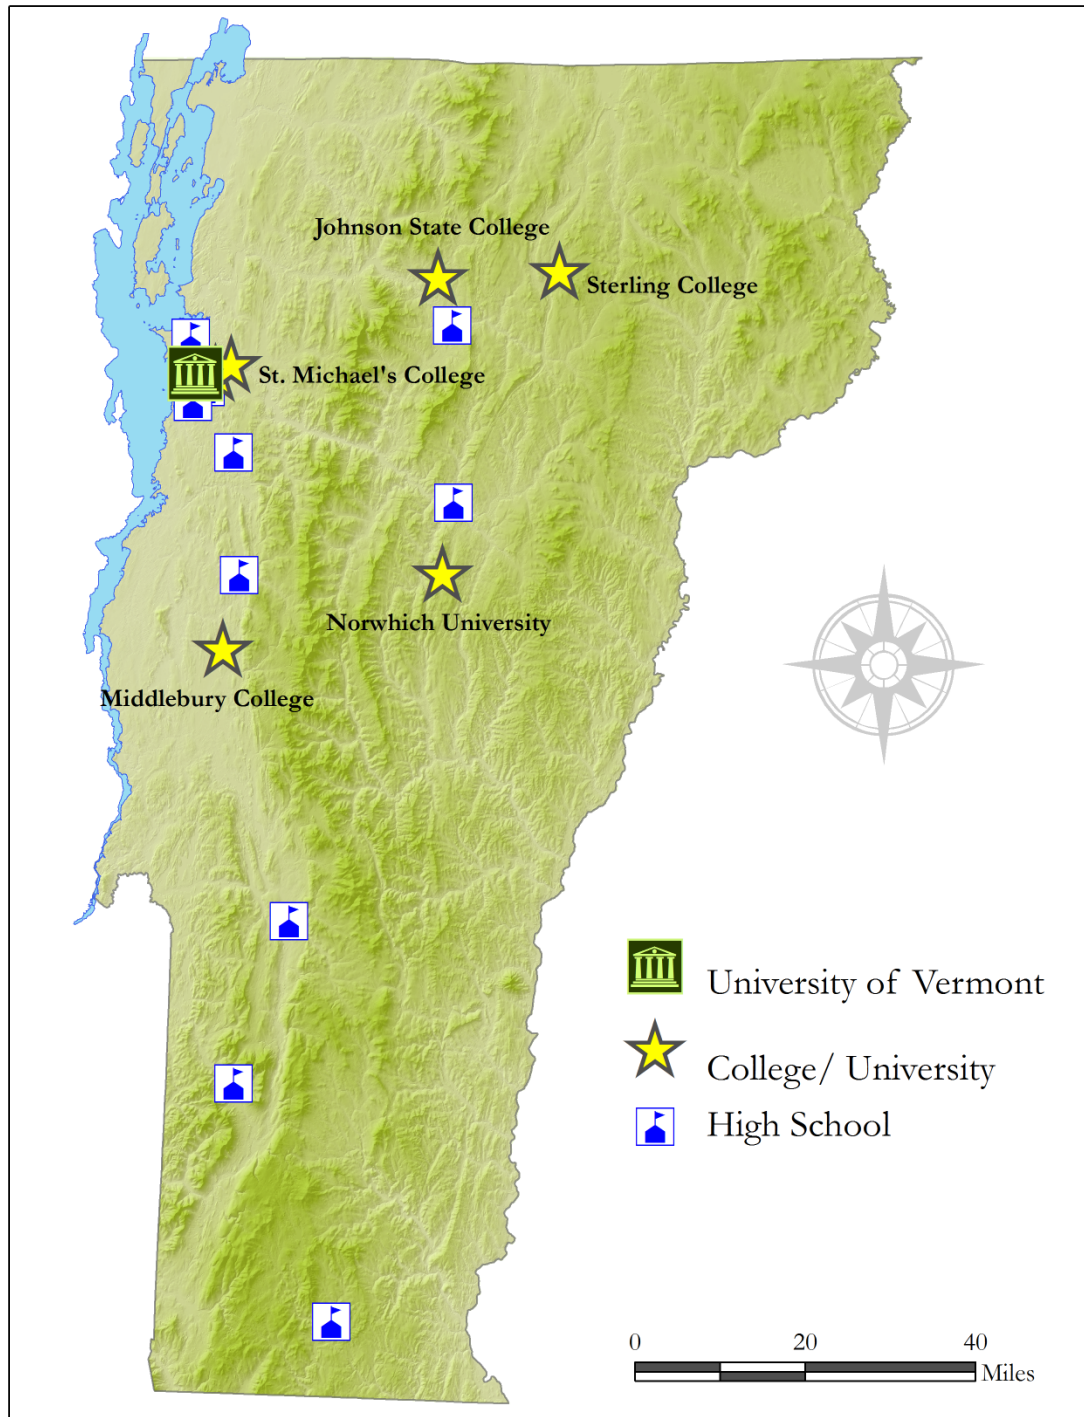 Johnson State College
Sterling College
St. Michael's College
Norwhich University
Middlebury College
University of Vermont
College/ University
High School
0 20 40
Miles